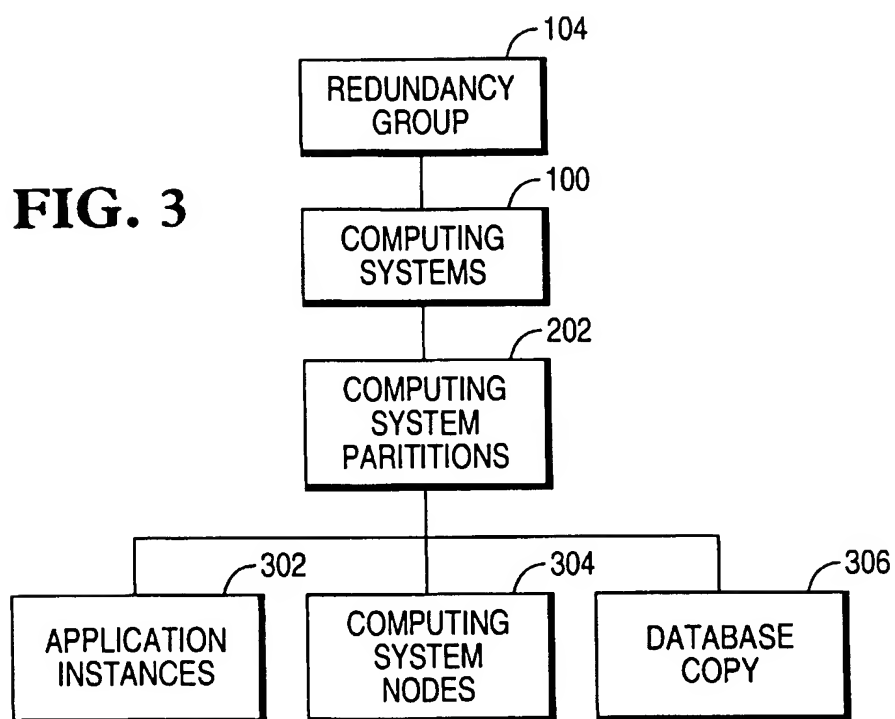 104
REDUNDANCY
GROUP
FIG. 3
100
COMPUTING
SYSTEMS
202
COMPUTING
SYSTEM
PARITITIONS
302
APPLICATION
INSTANCES
304
COMPUTING
SYSTEM
NODES
306
DATABASE
COPY